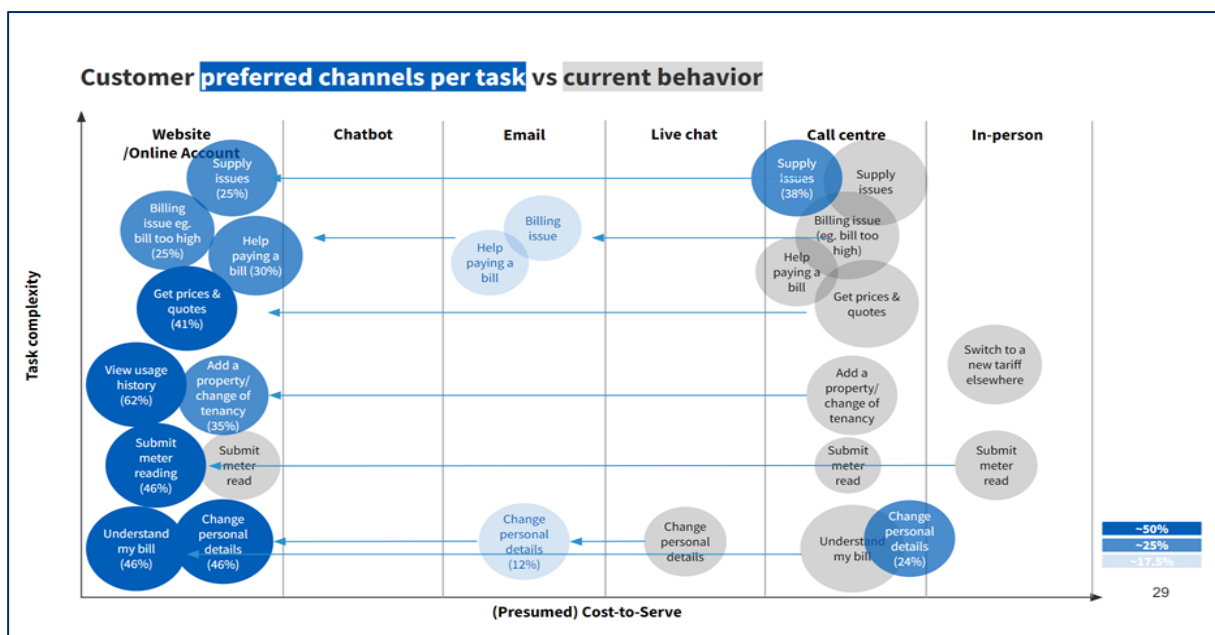 Customer preferred channels per task vs current behavior
Website
/Online Account
Chatbot
Email
Live chat
Call centre
In-person
Task complexity
Supply
issues
(25%)
Supply
Issues
(38%)
Supply
issues
Billing
issue eg.
bill too high
(25%)
Help
paying a
bill (30%)
Billing
issue
Help
paying a
bill
Billing issue
(eg. bill too
high)
Help
paying a
bill
Get prices &
quotes
(41%)
Get prices &
quotes
View usage
history
(62%)
Add a
property/
change of
tenancy
(35%)
Add a
property/
change of
tenancy
Switch to a
new tariff
elsewhere
Submit
meter
reading
(46%)
Submit
meter
read
Submit
meter
read
Submit
meter
read
Understand
my bill
(46%)
Change
personal
details
(46%)
Change
personal
details
(12%)
Change
personal
details
Understand
my bill
Change
personal
details
(24%)
~50%
~25%
~17.5%
29
(Presumed) Cost-to-Serve